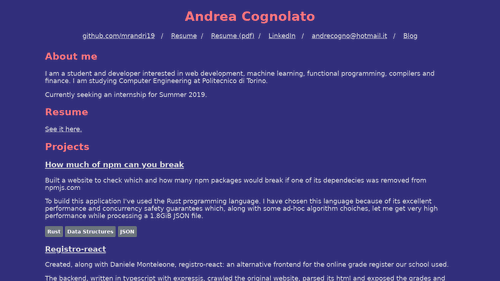 Andrea Cognolato
github.com/mrandri19 / Resume / Resume (pdf) / LinkedIn / andrecogno@hotmail.it / Blog
About me
I am a student and developer interested in web development, machine learning, functional programming, compilers and
finance. I am studying Computer Engineering at Politecnico di Torino.
Currently seeking an internship for Summer 2019.
Resume
See it here.
Projects
How much of npm can you break
Built a website to check which and how many npm packages would break if one of its dependecies was removed from
npmjs.com
To build this application I've used the Rust programming language. I have chosen this language because of its excellent
performance and concurrency safety guarantees which, along with some ad-hoc algorithm choiches, let me get very high
performance while processing a 1.8GiB JSON file.
Rust Data Structures JSON
Registro-react
Created, along with Daniele Monteleone, registro-react: an alternative frontend for the online grade register our school used.
The backend, written in typescript with expressjs, crawled the original website, parsed its html and exposed the grades and